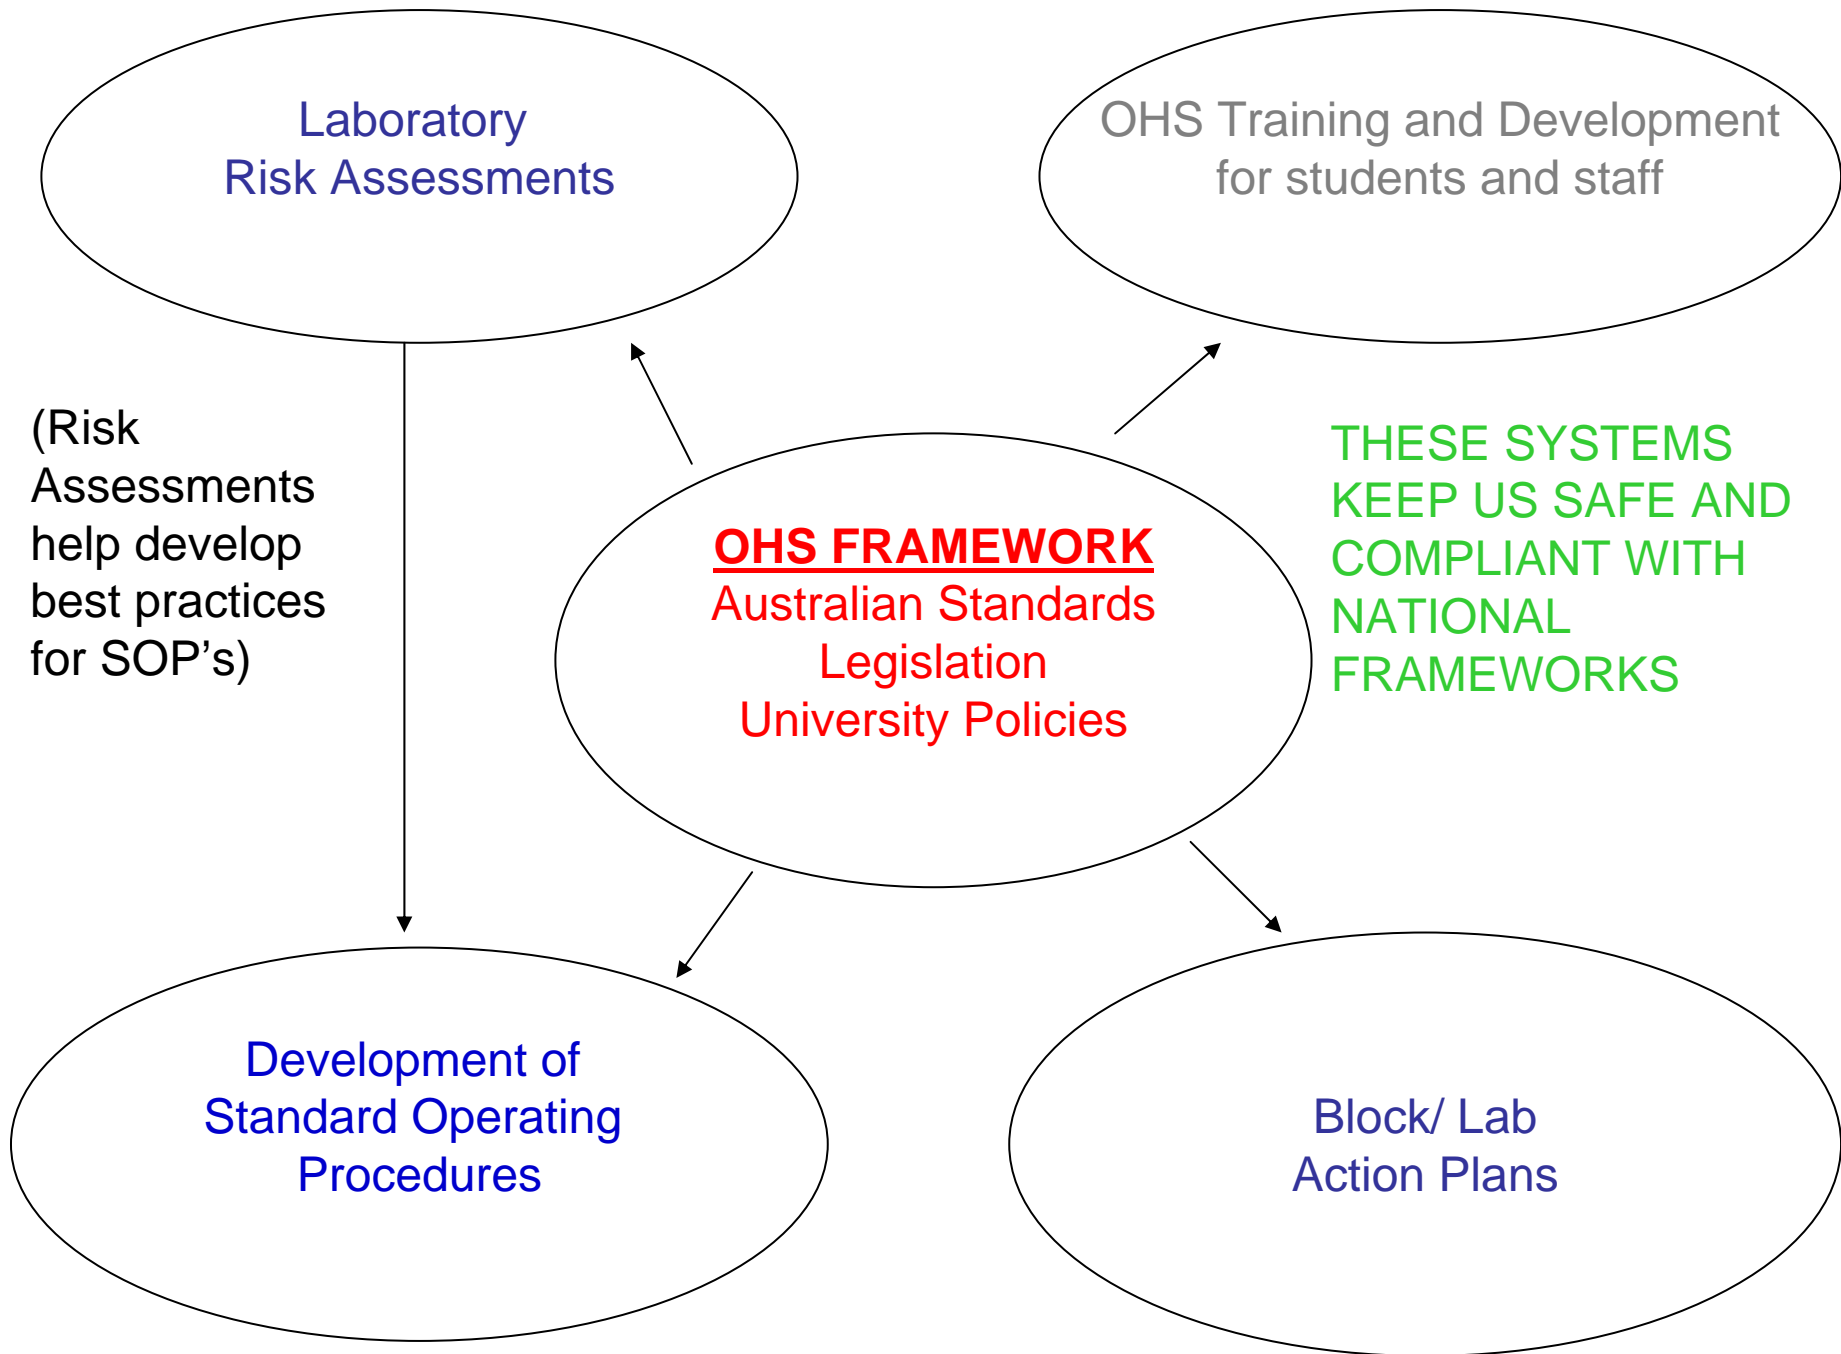 Laboratory
Risk Assessments
OHS Training and Development
for students and staff
(Risk
Assessments
help develop
best practices
for SOP's)
OHS FRAMEWORK
Australian Standards
Legislation
University Policies
THESE SYSTEMS
KEEP US SAFE AND
COMPLIANT WITH
NATIONAL
FRAMEWORKS
Development of
Standard Operating
Procedures
Block/ Lab
Action Plans